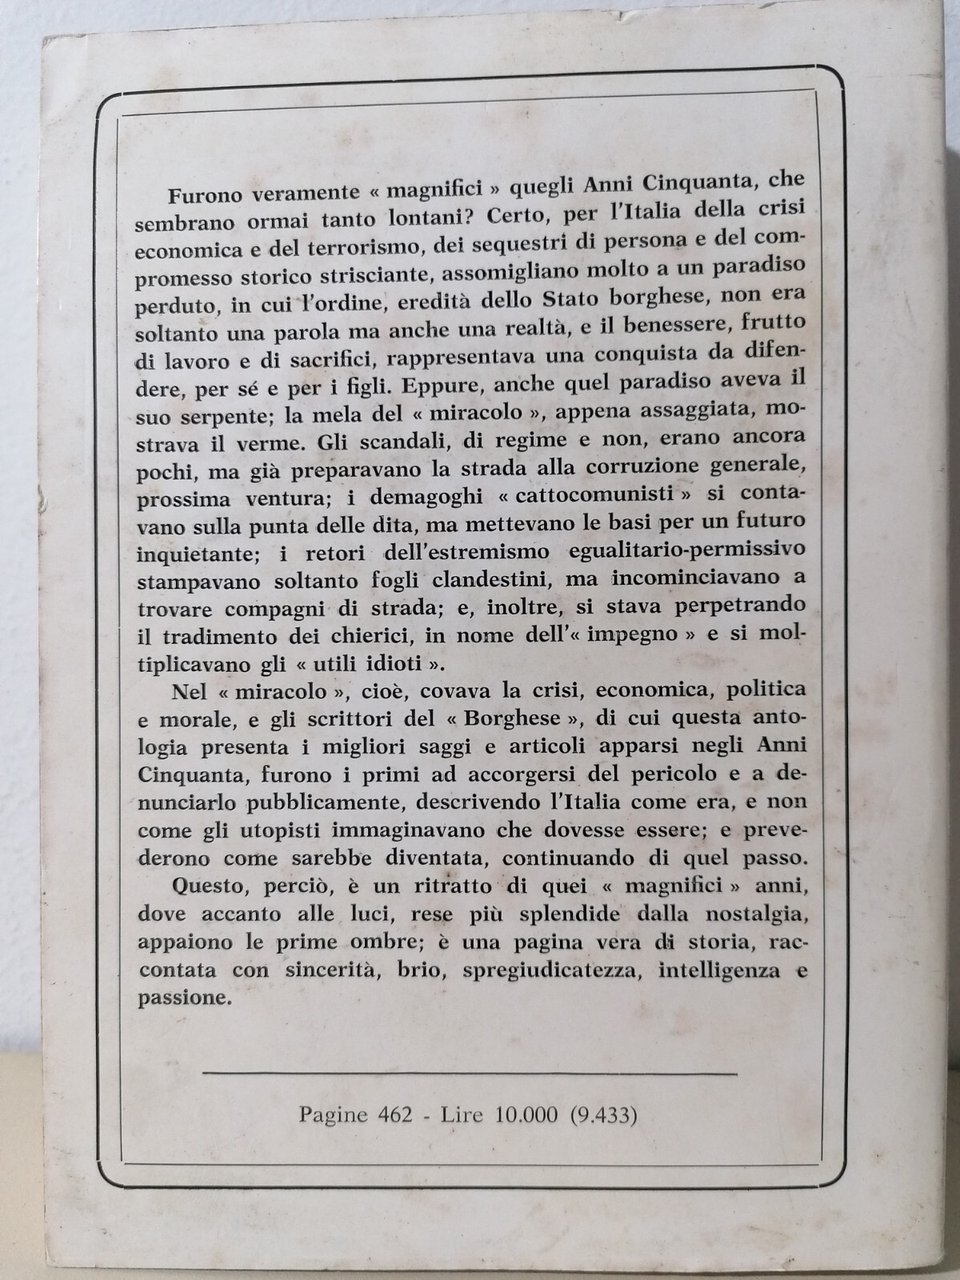 Furono veramente « magnifici » quegli Anni Cinquanta, che
sembrano ormai tanto lontani? Certo, per l'Italia della crisi
economica e del terrorismo, dei sequestri di persona e del com-
promesso storico strisciante, assomigliano molto a un paradiso
perduto, in cui l'ordine, eredità dello Stato borghese, non era
soltanto una parola ma anche una realtà, e il benessere, frutto
di lavoro e di sacrifici, rappresentava una conquista da difen-
dere, per sé e per i figli. Eppure, anche quel paradiso aveva il
suo serpente; la mela del « miracolo », appena assaggiata, mo-
strava il verme. Gli scandali, di regime e non, erano ancora
pochi, ma già preparavano la strada alla corruzione generale,
prossima ventura; i demagoghi « cattocomunisti » si conta-
vano sulla punta delle dita, ma mettevano le basi per un futuro
inquietante; i retori dell'estremismo egualitario-permissivo
stampavano soltanto fogli clandestini, ma incominciavano a
trovare compagni di strada; e, inoltre, si stava perpetrando
il tradimento dei chierici, in nome dell'« impegno » e si mol-
tiplicavano gli « utili idioti ».
Nel « miracolo », cioè, covava la crisi, economica, politica
e morale, e gli scrittori del « Borghese », di cui questa anto-
logia presenta i migliori saggi e articoli apparsi negli Anni
Cinquanta, furono i primi ad accorgersi del pericolo e a de-
nunciarlo pubblicamente, descrivendo l'Italia come era, e non
come gli utopisti immaginavano che dovesse essere; e preve-
derono come sarebbe diventata, continuando di quel passo.
Questo, perciò, è un ritratto di quei « magnifici » anni,
dove accanto alle luci, rese più splendide dalla nostalgia,
appaiono le prime ombre; è una pagina vera di storia, rac-
contata con sincerità, brio, spregiudicatezza, intelligenza e
passione.
Pagine 462 - Lire 10.000 (9.433)